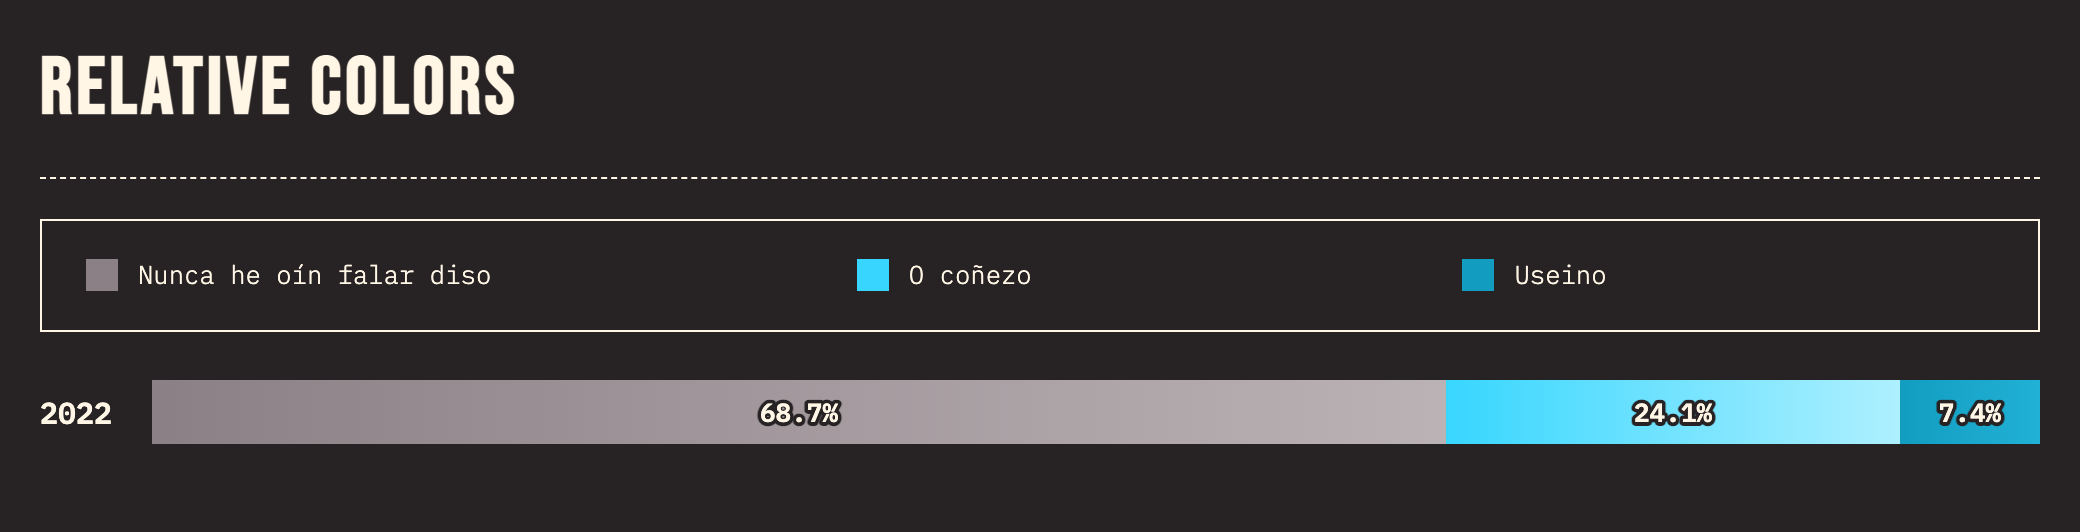 RELATIVE COLORS
Nunca he oín falar diso
O coñezo
Useino
2022 68.7% 24.1% 7.4%